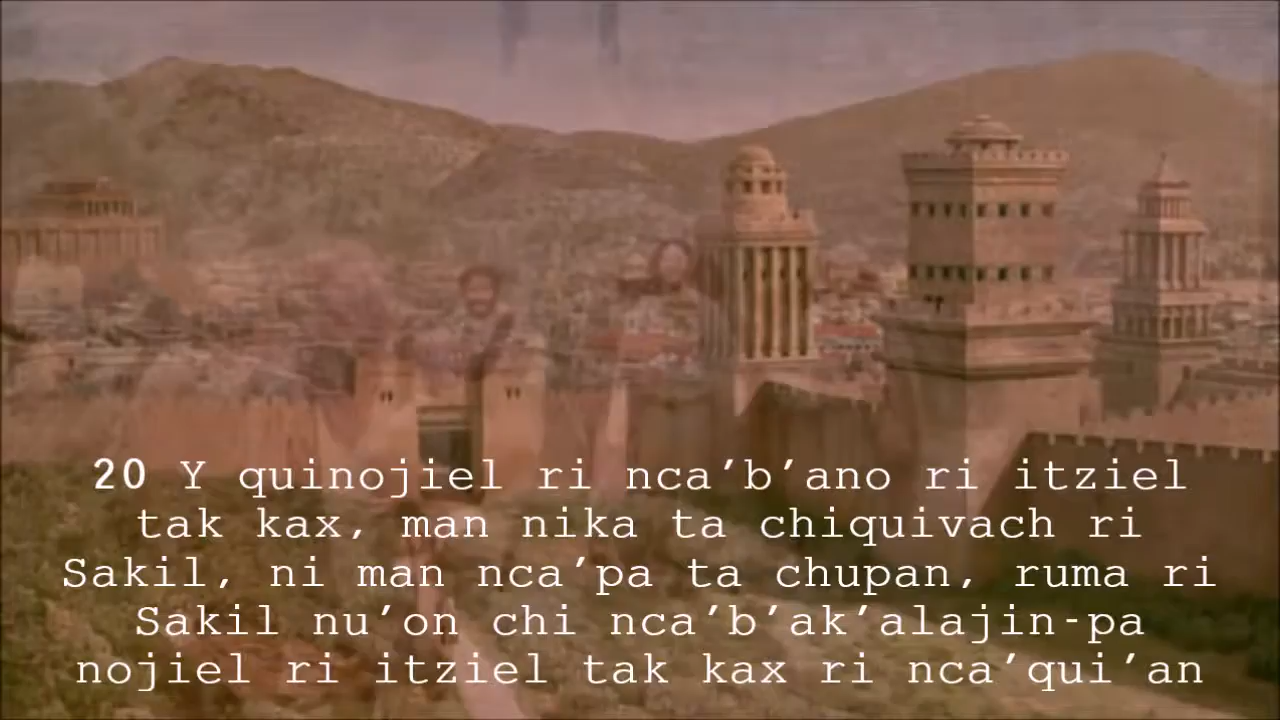 20 Y quinojiel ri nca’b’ano ri itziel
tak kax, man nika ta chiquivach ri
Sakil, ni man nca’pa ta chupan, ruma ri
Sakil nu’on chi nca’b’ak’alajin-pa
nojiel ri itziel tak kax ri nca’qui’an